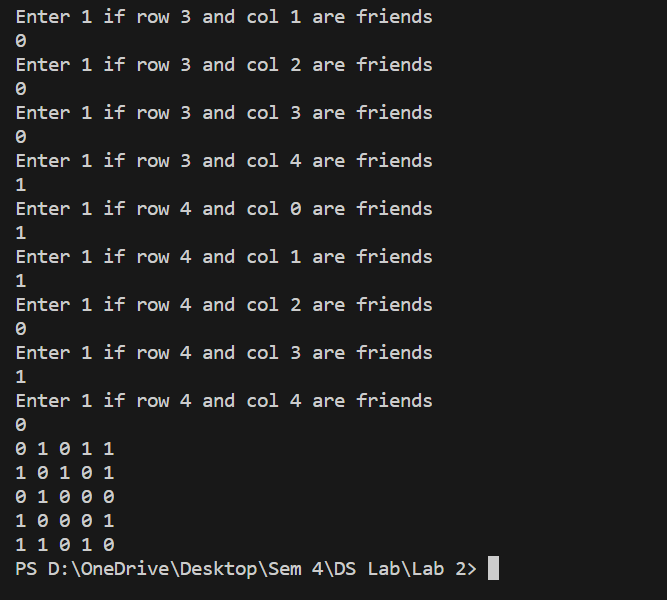 Enter 1 if row 3 and col 1 are friends
0
Enter 1 if row 3 and col 2 are friends
0
Enter 1 if row 3 and col 3 are friends
0
Enter 1 if row 3 and col 4 are friends
1
Enter 1 if row 4 and col 0 are friends
1
Enter 1 if row 4 and col 1 are friends
1
Enter 1 if row 4 and col 2 are friends
0
Enter 1 if row 4 and col 3 are friends
1
Enter 1 if row 4 and col 4 are friends
0
0 1 0 1 1
1 0 1 0 1
0 1 0 0 0
1 0 0 0 1
1 1 0 1 0
PS D:\OneDrive\Desktop\Sem 4\DS Lab\Lab 2>